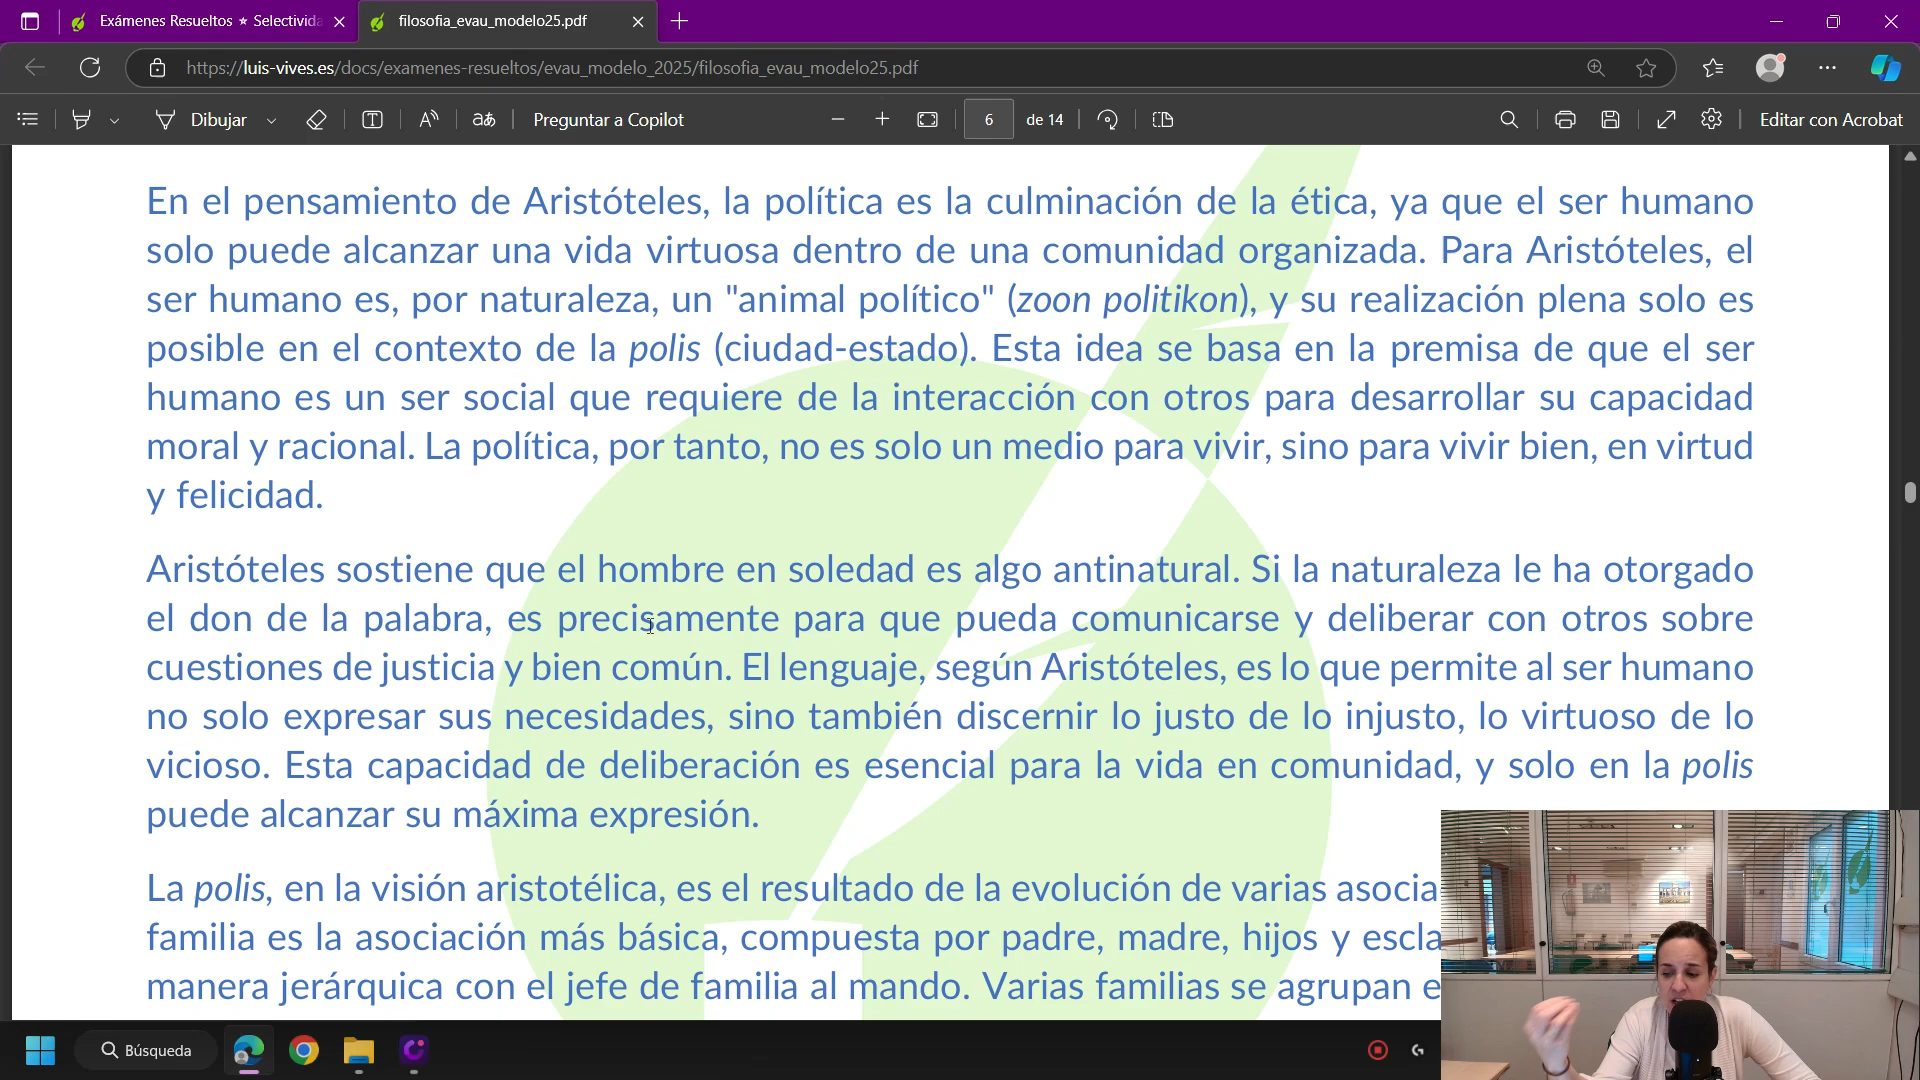 Exámenes Resueltos ★ Selectivida
filosofia_evau_modelo25.pdf
https://luis-vives.es/docs/examenes-resueltos/evau_modelo_2025/filosofia_evau_modelo25.pdf
Dibujar
Preguntar a Copilot
6 de 14
Editar con Acrobat
En el pensamiento de Aristóteles, la política es la culminación de la ética, ya que el ser humano
solo puede alcanzar una vida virtuosa dentro de una comunidad organizada. Para Aristóteles, el
ser humano es, por naturaleza, un "animal político" (zoon politikon), y su realización plena solo es
posible en el contexto de la polis (ciudad-estado). Esta idea se basa en la premisa de que el ser
humano es un ser social que requiere de la interacción con otros para desarrollar su capacidad
moral y racional. La política, por tanto, no es solo un medio para vivir, sino para vivir bien, en virtud
y felicidad.
Aristóteles sostiene que el hombre en soledad es algo antinatural. Si la naturaleza le ha otorgado
el don de la palabra, es precisamente para que pueda comunicarse y deliberar con otros sobre
cuestiones de justicia y bien común. El lenguaje, según Aristóteles, es lo que permite al ser humano
no solo expresar sus necesidades, sino también discernir lo justo de lo injusto, lo virtuoso de lo
vicioso. Esta capacidad de deliberación es esencial para la vida en comunidad, y solo en la polis
puede alcanzar su máxima expresión.
La polis, en la visión aristotélica, es el resultado de la evolución de varias asocia
familia es la asociación más básica, compuesta por padre, madre, hijos y escla
manera jerárquica con el jefe de familia al mando. Varias familias se agrupan e
Búsqueda